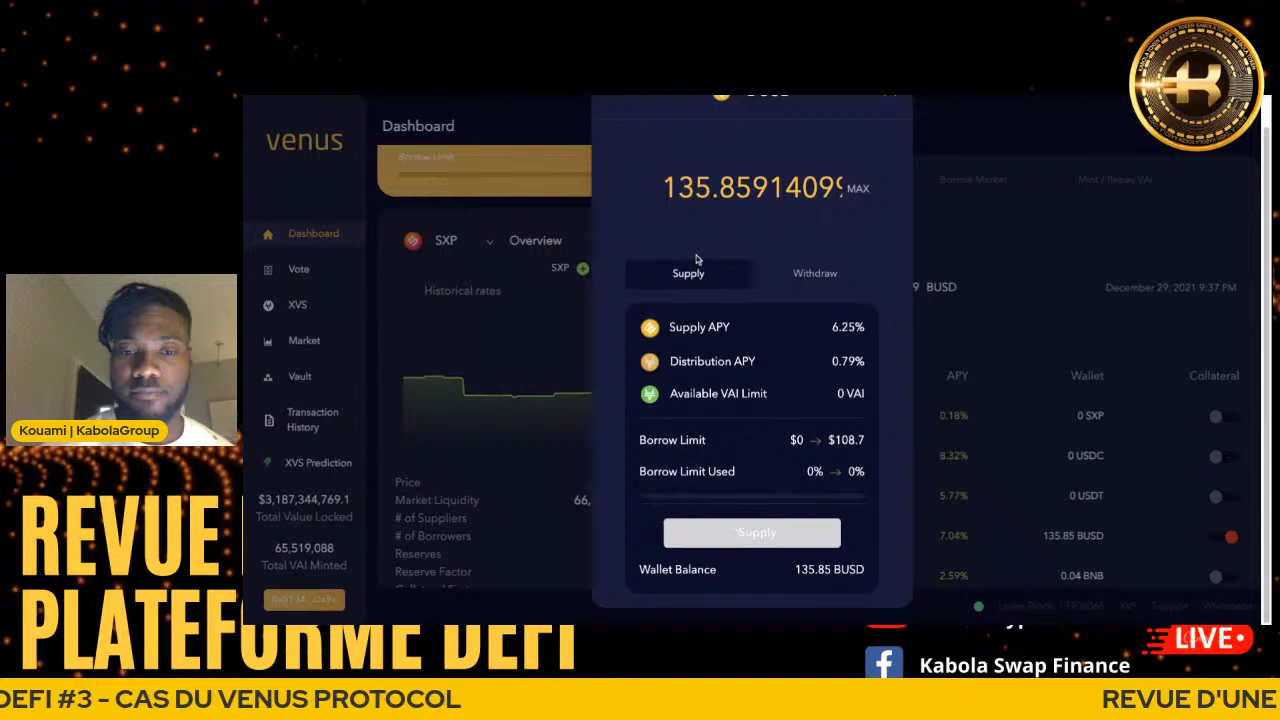 venus
Dashboard
Borrow Limit
135.8591409
MAX
Borrow Market
Mint / Repay VAI
Dashboard
Vote
XVS
Market
Vault
Transaction
History
XVS Prediction
$3,187,344,769.1
Total Value Locked
65,519,088
Total VAI Minted
SXP
Overview
SXP
Historical rates
Price
Market Liquidity
66,
# of Suppliers
# of Borrowers
Reserves
Reserve Factor
Supply
Withdraw
Supply APY
6.25%
Distribution APY
0.79%
Available VAI Limit
0 VAI
Borrow Limit
$0 → $108.7
Borrow Limit Used
0% → 0%
Supply
Wallet Balance
135.85 BUSD
9 BUSD
December 29, 2021 9:37 PM
APY
Wallet
Collateral
0.18%
0 SXP
8.32%
0 USDC
5.77%
0 USDT
7.04%
135.85 BUSD
2.59%
0.04 BNB
XVS
Support
Kouami | KabolaGroup
REVUE
PLATEFORME DEFI
LIVE
Kabola Swap Finance
DEFI #3 - CAS DU VENUS PROTOCOL
REVUE D'UNE